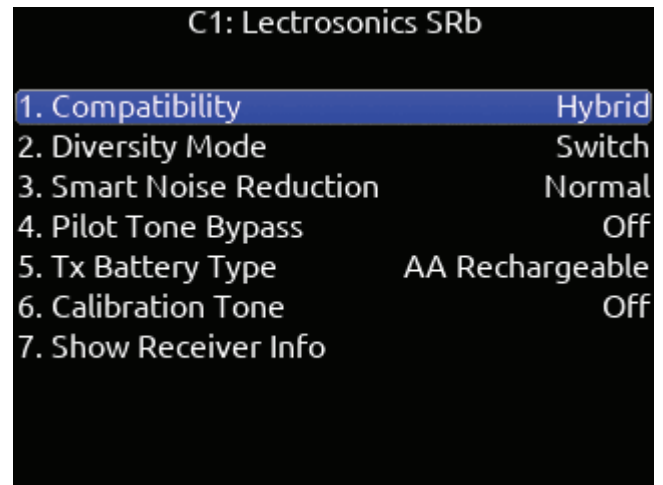 C1: Lectrosonics SRb
1. Compatibility Hybrid
2. Diversity Mode Switch
3. Smart Noise Reduction Normal
4. Pilot Tone Bypass Off
5. Tx Battery Type AA Rechargeable
6. Calibration Tone Off
7. Show Receiver Info